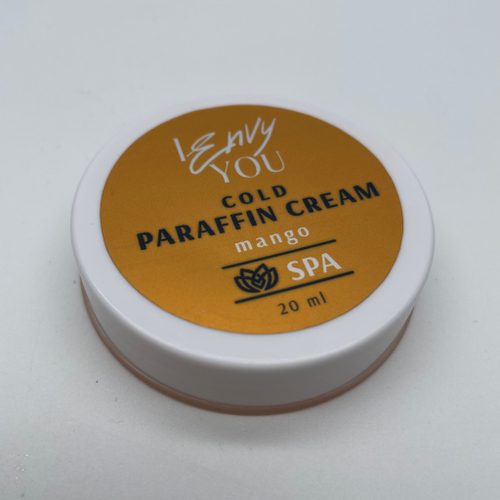 I Envy
YOU
COLD
PARAFFIN CREAM
mango
SPA
20 ml